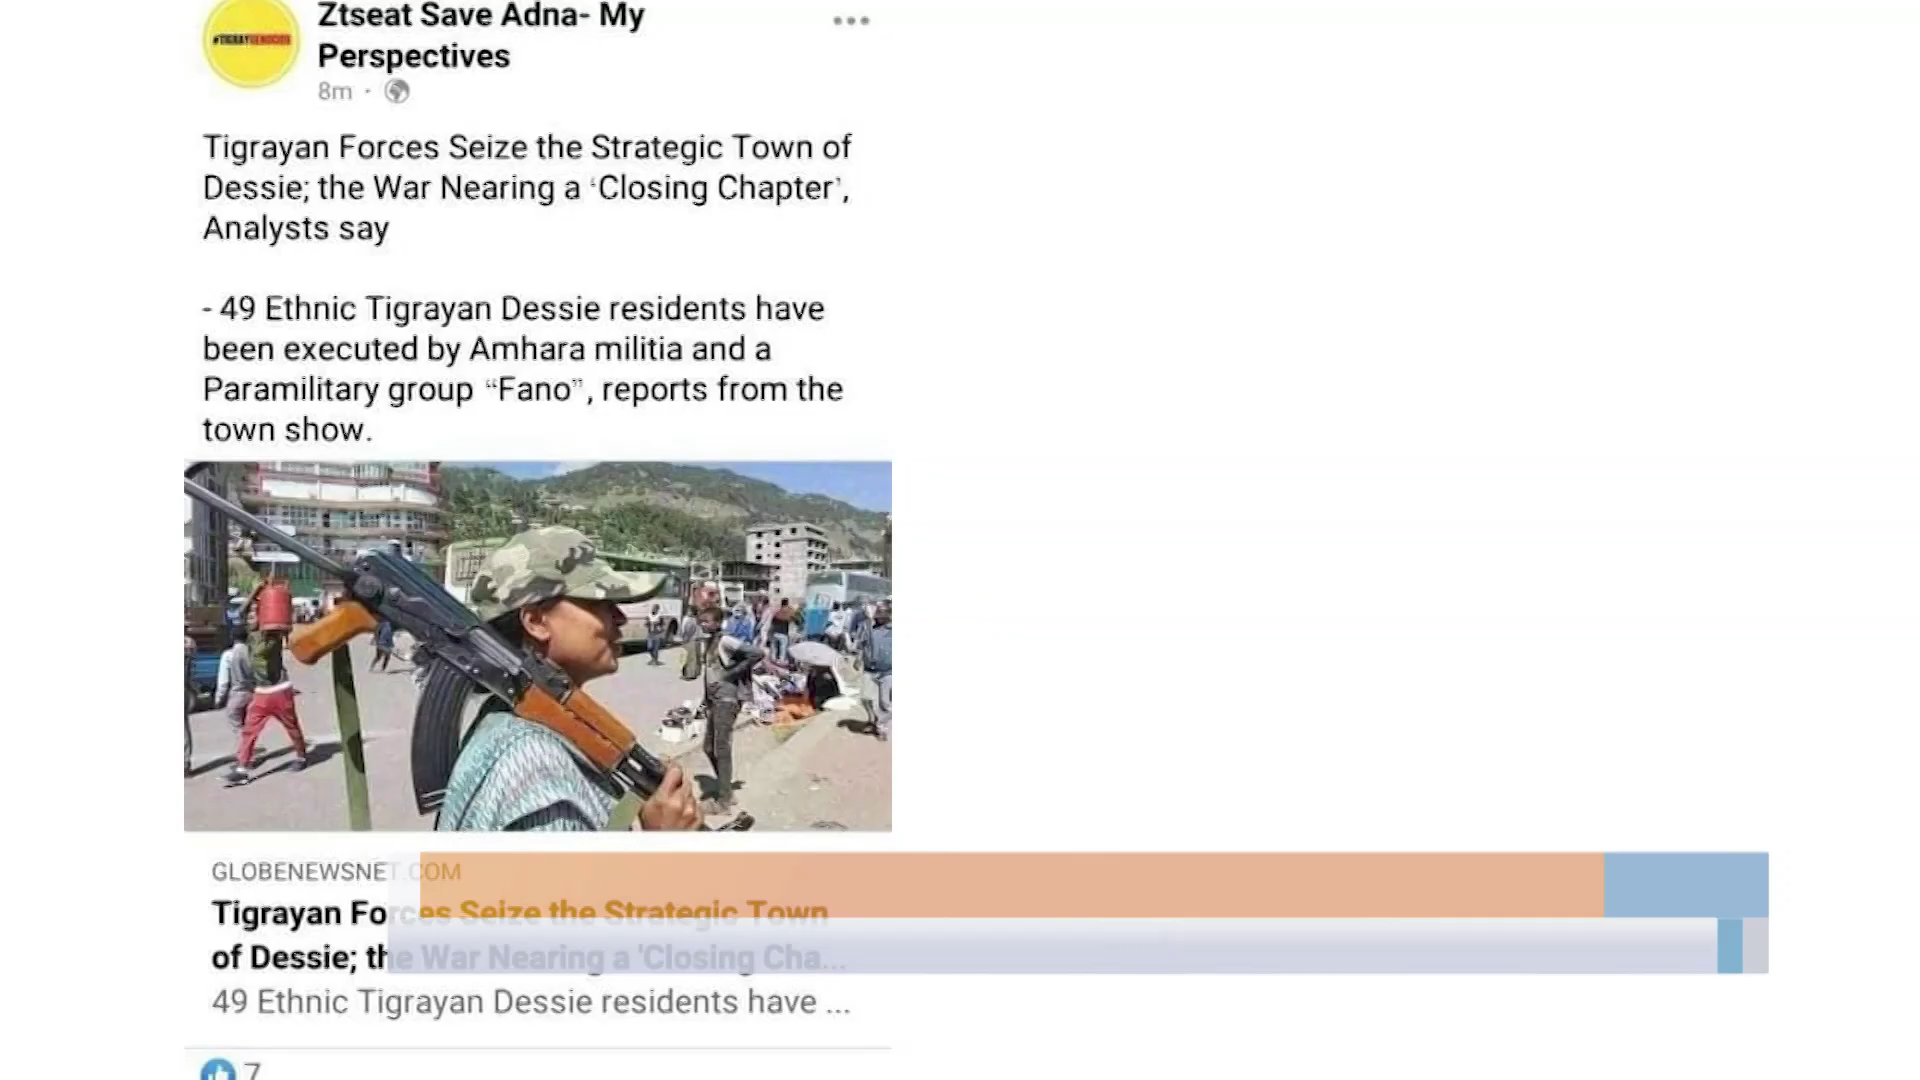 #TIGRAYGENOCIDE
Ztseat Save Adna- My
Perspectives
8m ·
Tigrayan Forces Seize the Strategic Town of
Dessie; the War Nearing a ‘Closing Chapter’,
Analysts say
- 49 Ethnic Tigrayan Dessie residents have
been executed by Amhara militia and a
Paramilitary group “Fano”, reports from the
town show.
GLOBENEWSNET.COM
Tigrayan Forces Seize the Strategic Town
of Dessie; the War Nearing a 'Closing Cha...
49 Ethnic Tigrayan Dessie residents have ...
7